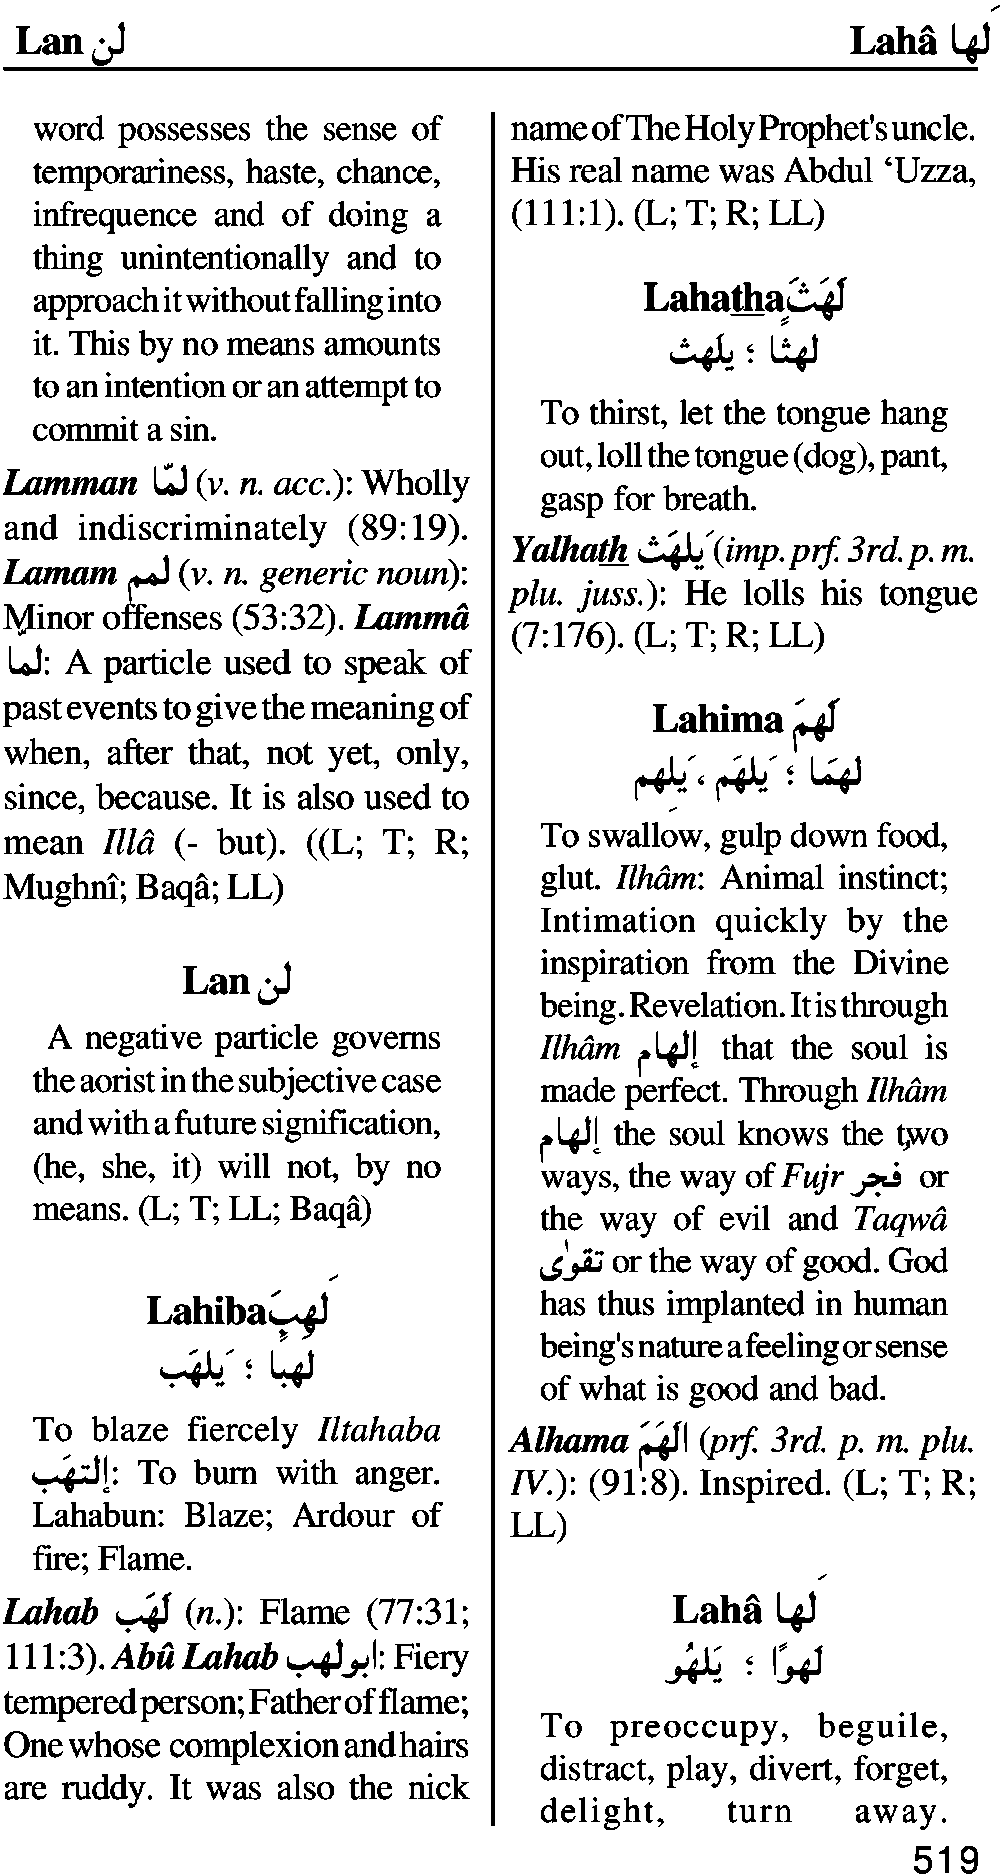 Lan لن
Lahâ لَها
word possesses the sense of
temporariness, haste, chance,
infrequence and of doing a
thing unintentionally and to
approach it without falling into
it. This by no means amounts
to an intention or an attempt to
commit a sin.
Lamman لمّا (v. n. acc.): Wholly
and indiscriminately (89:19).
Lamam لمم (v. n. generic noun):
Minor offenses (53:32). Lammâ
لما: A particle used to speak of
past events to give the meaning of
when, after that, not yet, only,
since, because. It is also used to
mean Illâ (- but). ((L; T; R;
Mughnî; Baqâ; LL)
Lan لن
A negative particle governs
the aorist in the subjective case
and with a future signification,
(he, she, it) will not, by no
means. (L; T; LL; Baqâ)
Lahiba لَهِبَ
لهبًا ؛ يَلهَب
To blaze fiercely Iltahaba
إلتهَب: To burn with anger.
Lahabun: Blaze; Ardour of
fire; Flame.
Lahab لَهَب (n.): Flame (77:31;
111:3). Abû Lahab ابولهب: Fiery
tempered person; Father of flame;
One whose complexion and hairs
are ruddy. It was also the nick
name of The Holy Prophet's uncle.
His real name was Abdul ‘Uzza,
(111:1). (L; T; R; LL)
Lahatha لَهَثَ
لهثا ؛ يلهث
To thirst, let the tongue hang
out, loll the tongue (dog), pant,
gasp for breath.
Yalhath يَلهَث (imp. prf. 3rd. p. m.
plu. juss.): He lolls his tongue
(7:176). (L; T; R; LL)
Lahima لَهِمَ
لهمَا ؛ يَلهَم ، يَلهِم
To swallow, gulp down food,
glut. Ilhâm: Animal instinct;
Intimation quickly by the
inspiration from the Divine
being. Revelation. It is through
Ilhâm إلهام that the soul is
made perfect. Through Ilhâm
إلهام the soul knows the two
ways, the way of Fujr فجر or
the way of evil and Taqwâ
تقوٰى or the way of good. God
has thus implanted in human
being's nature a feeling or sense
of what is good and bad.
Alhama الَهَمَ (prf. 3rd. p. m. plu.
IV.): (91:8). Inspired. (L; T; R;
LL)
Lahâ لَها
لهوًا ؛ يَلهُو
To preoccupy, beguile,
distract, play, divert, forget,
delight, turn away.
519